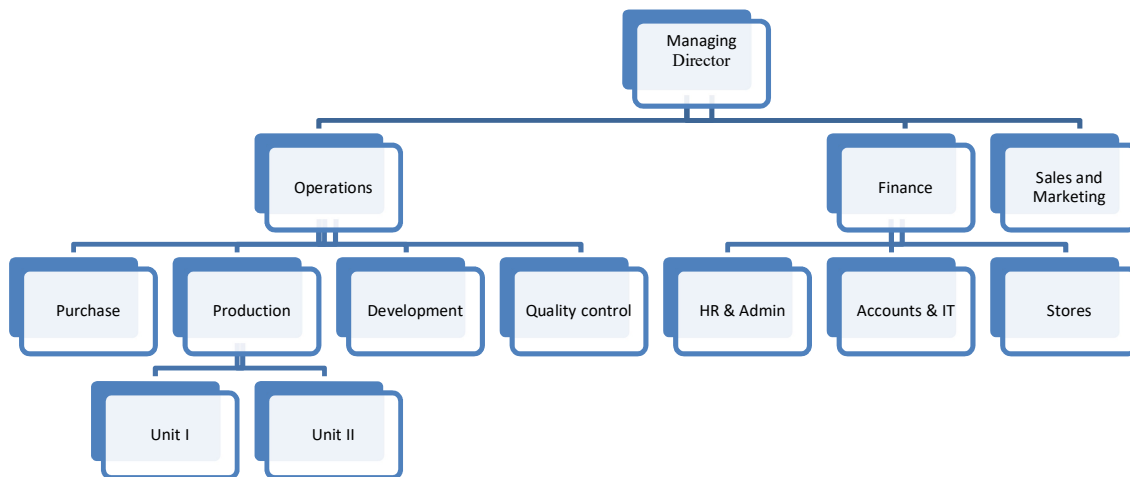 Managing
Director
Operations
Finance
Sales and
Marketing
Purchase
Production
Development
Quality control
HR & Admin
Accounts & IT
Stores
Unit I
Unit II